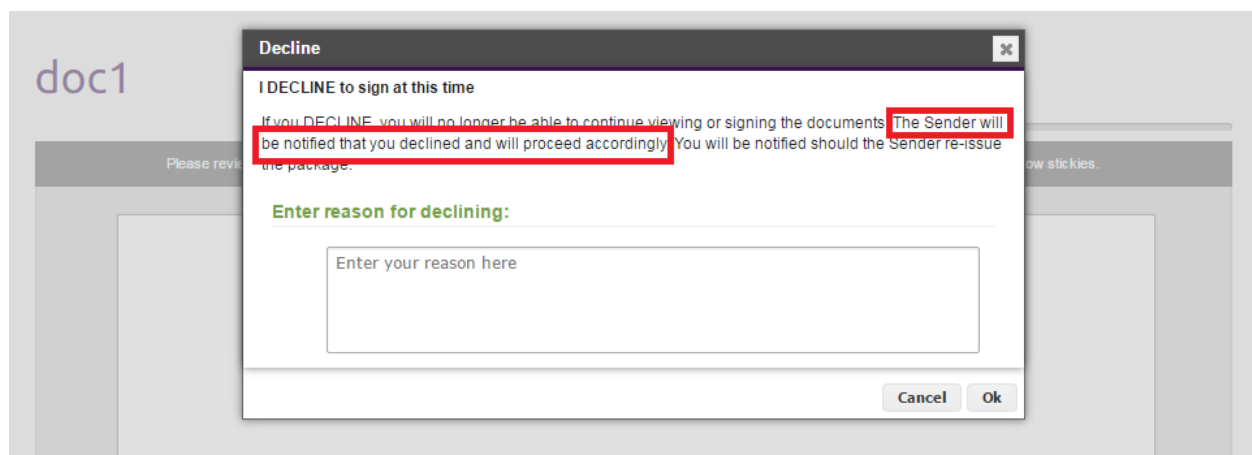 doc1
Decline
I DECLINE to sign at this time
If you DECLINE, you will no longer be able to continue viewing or signing the documents. The Sender will
be notified that you declined and will proceed accordingly. You will be notified should the Sender re-issue
the package.
Please revie ow stickies.
Enter reason for declining:
Enter your reason here
Cancel Ok